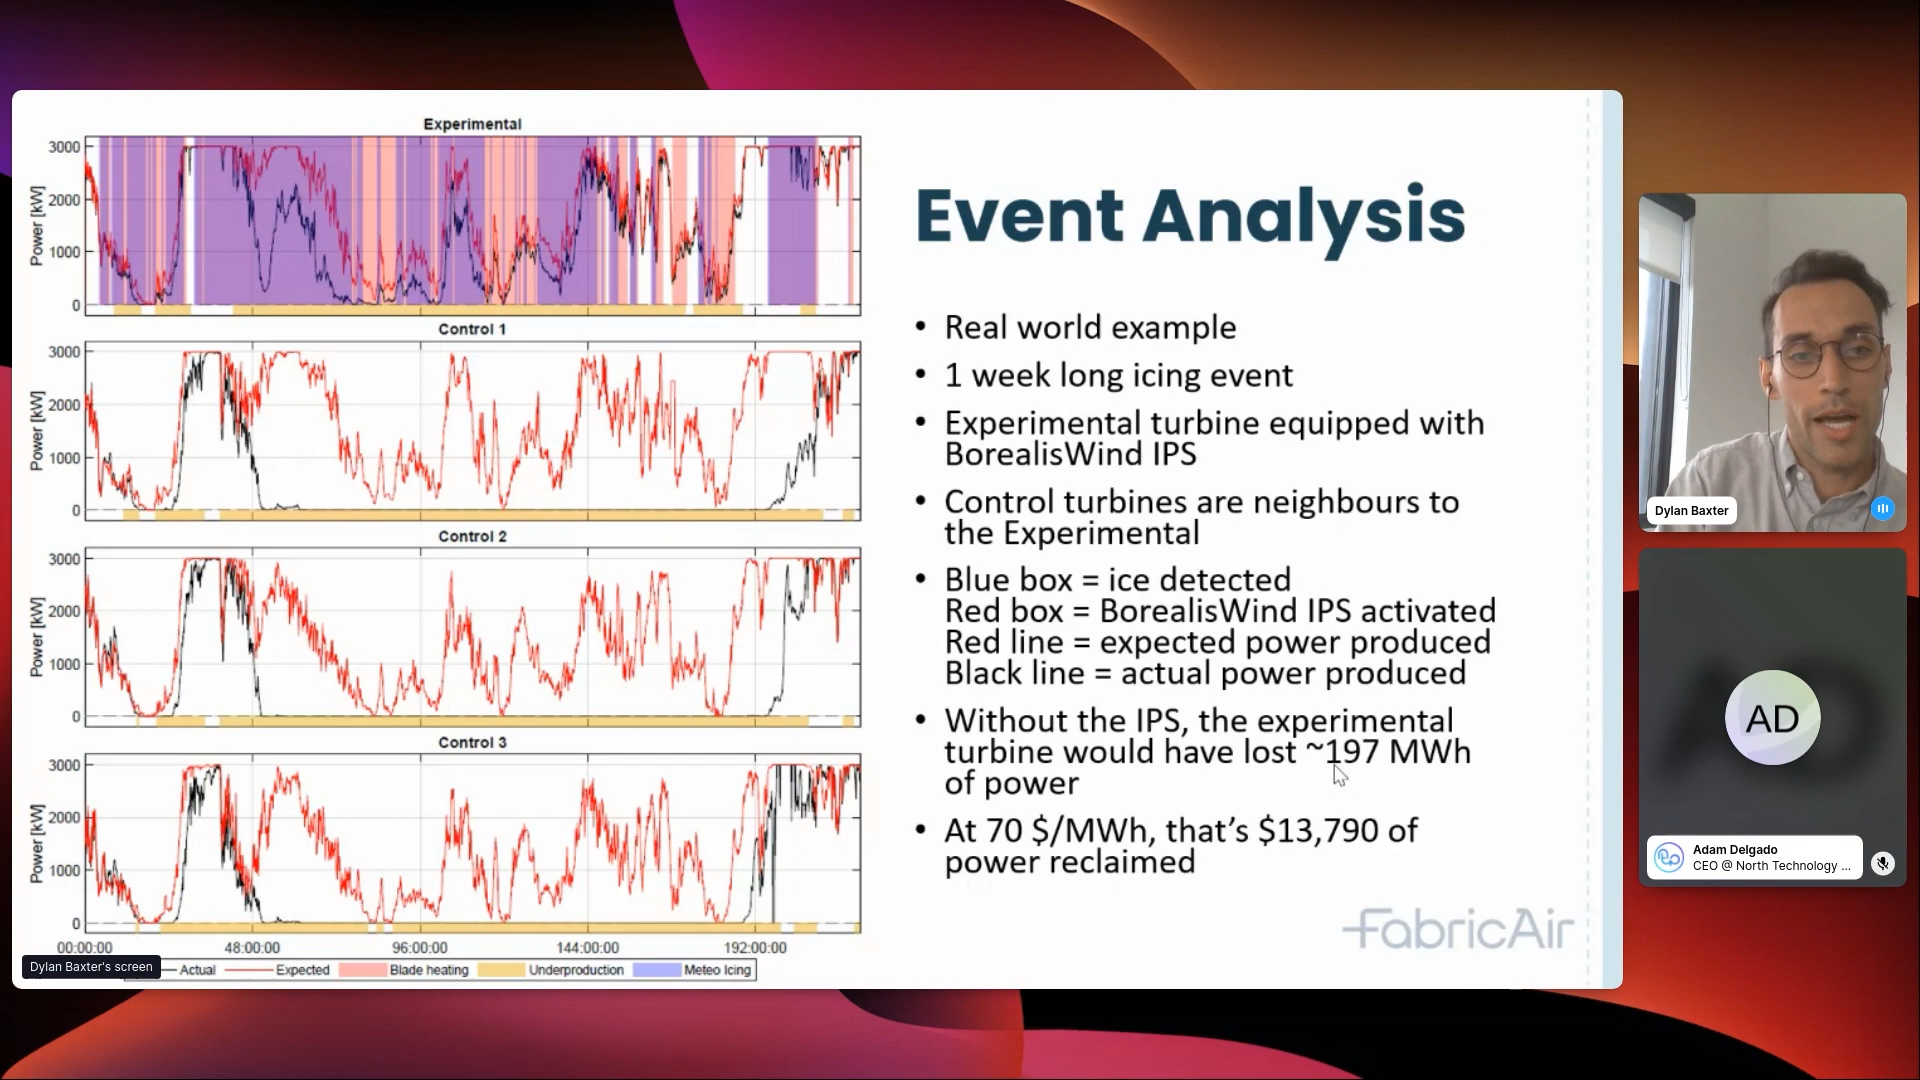 Experimental
3000
2000
1000
0
Power [kW]
Control 1
3000
2000
1000
0
Power [kW]
Control 2
3000
2000
1000
0
Power [kW]
Control 3
3000
2000
1000
0
Power [kW]
00:00:00
48:00:00
96:00:00
144:00:00
192:00:00
Actual
Expected
Blade heating
Underproduction
Meteo Icing
Dylan Baxter's screen
Event Analysis
• Real world example
• 1 week long icing event
• Experimental turbine equipped with
BorealisWind IPS
• Control turbines are neighbours to
the Experimental
• Blue box = ice detected
Red box = BorealisWind IPS activated
Red line = expected power produced
Black line = actual power produced
• Without the IPS, the experimental
turbine would have lost ~197 MWh
of power
• At 70 $/MWh, that's $13,790 of
power reclaimed
FabricAir
Dylan Baxter
AD
Adam Delgado
CEO @ North Technology ...